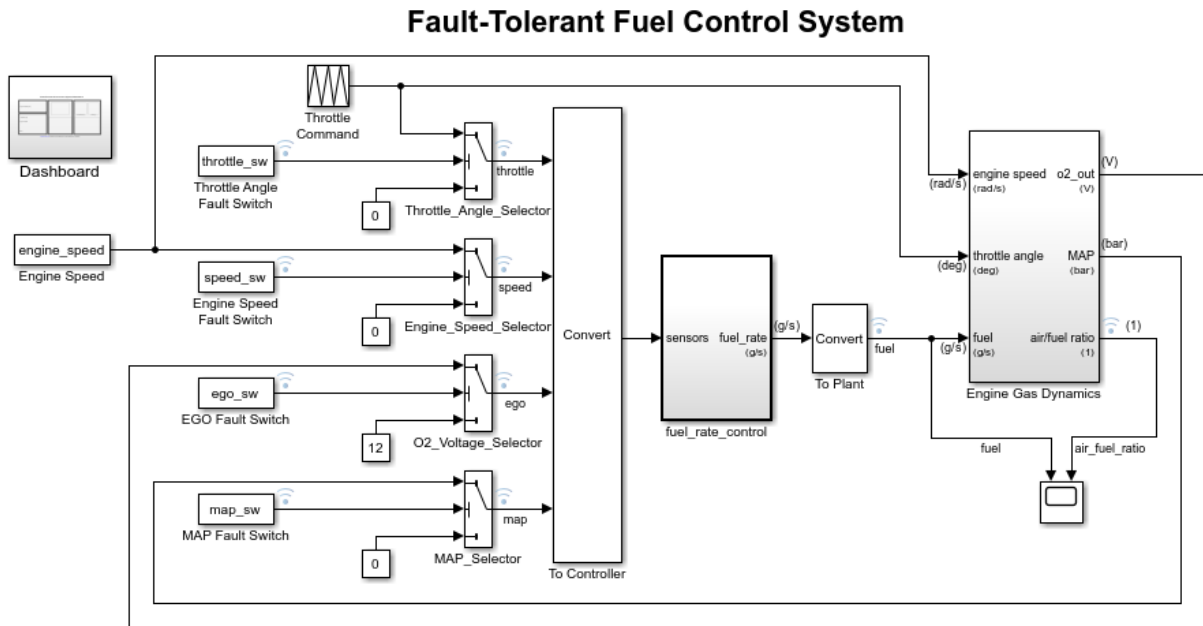 Fault-Tolerant Fuel Control System
Dashboard
Throttle
Command
throttle_sw
Throttle Angle
Fault Switch
0
throttle
Throttle_Angle_Selector
engine_speed
Engine Speed
speed_sw
Engine Speed
Fault Switch
0
speed
Engine_Speed_Selector
ego_sw
EGO Fault Switch
12
ego
O2_Voltage_Selector
map_sw
MAP Fault Switch
0
map
MAP_Selector
Convert
To Controller
sensors
fuel_rate
(g/s)
fuel_rate_control
(g/s)
Convert
To Plant
fuel
(rad/s)
(deg)
(g/s)
engine speed
(rad/s)
throttle angle
(deg)
fuel
(g/s)
o2_out
(V)
MAP
(bar)
air/fuel ratio
(1)
Engine Gas Dynamics
(V)
(bar)
(1)
fuel
air_fuel_ratio